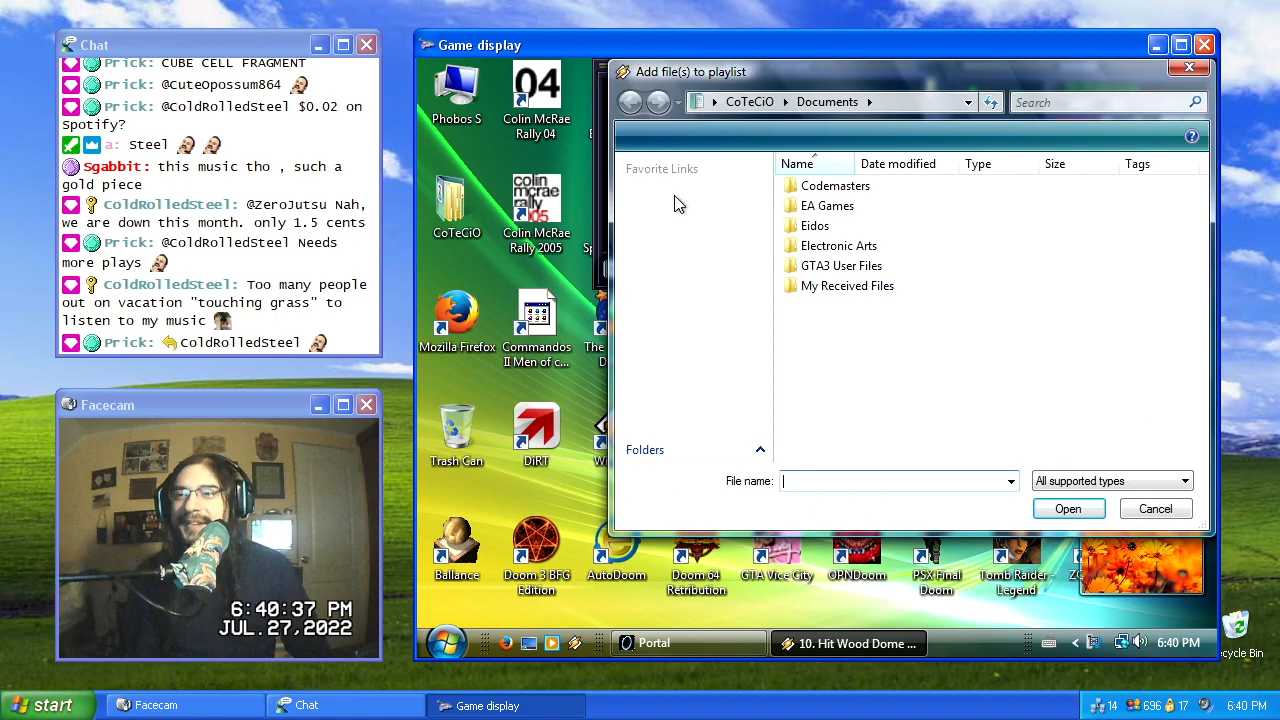 Chat
Prick: CUBE CELL FRAGMENT
Prick: @CuteOpossum864
Prick: @ColdRolledSteel $0.02 on
Spotify?
a: Steel
Sgabbit: this music tho , such a
gold piece
ColdRolledSteel: @ZeroJutsu Nah,
we are down this month. only 1.5 cents
Prick: @ColdRolledSteel Needs
more plays
ColdRolledSteel: Too many people
out on vacation "touching grass" to
listen to my music
Prick: ColdRolledSteel
Facecam
6:40:37 PM
JUL.27,2022
Game display
Phobos S
04
Colin McRae
Rally 04
CoTeCiO
colin
mcrae
rally
2005
Colin McRae
Rally 2005
Mozilla Firefox
Commandos
II Men of c...
Trash Can
DiRT
Add file(s) to playlist
CoTeCiO
Documents
Search
Favorite Links
Name
Date modified
Type
Size
Tags
Codemasters
EA Games
Eidos
Electronic Arts
GTA3 User Files
My Received Files
Folders
File name:
All supported types
Open
Cancel
Ballance
Doom 3 BFG
Edition
AutoDoom
Doom 64
Retribution
GTA Vice City
OPNDoom
PSX Final
Doom
Tomb Raider -
Legend
Portal
10. Hit Wood Dome ...
6:40 PM
ecycle Bin
start
Facecam
Chat
Game display
14
696
17
6:40 PM